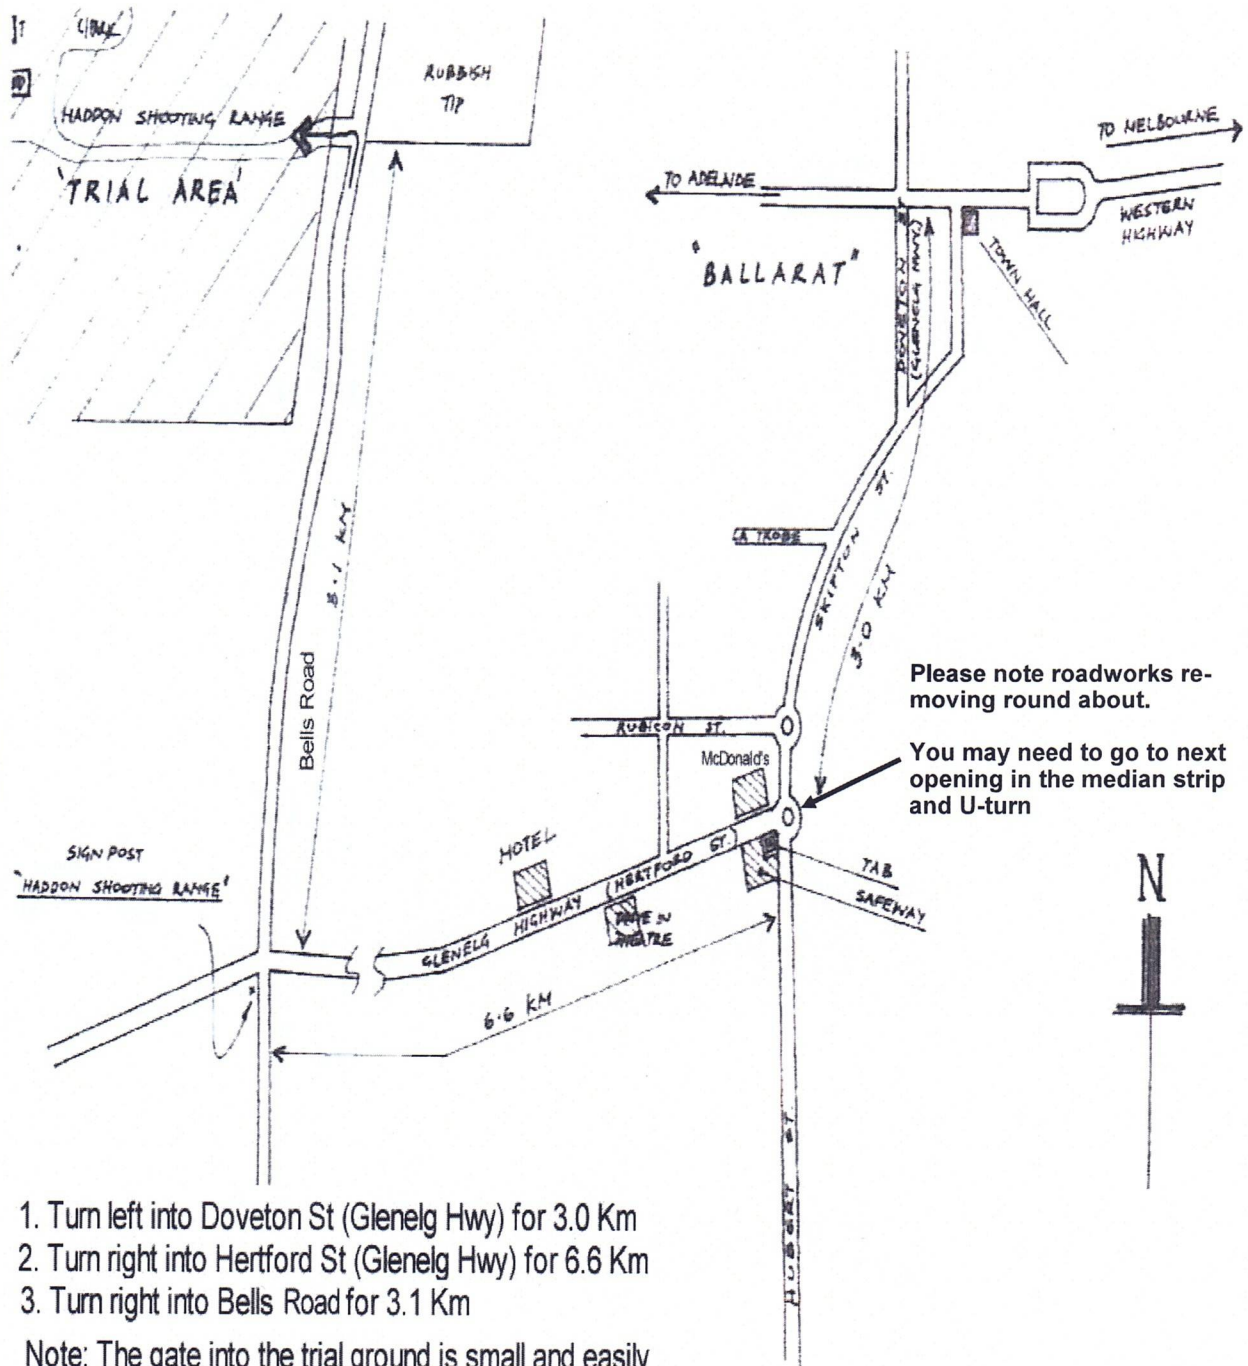 RUBBISH
TIP
HADDON SHOOTING RANGE
'TRIAL AREA'
TO MELBOURNE
TO ADELAIDE
WESTERN
HIGHWAY
"BALLARAT"
DOVETON
(GLENELG HWY)
TOWN HALL
3.1 KM
LA TROBE
SKIPTON ST.
3.0 KM
Bells Road
Please note roadworks re-
moving round about.
You may need to go to next
opening in the median strip
and U-turn
RUBICON ST.
McDonald's
HOTEL
SIGN POST
'HADDON SHOOTING RANGE'
GLENELG HIGHWAY (HERTFORD ST.)
DRIVE IN
THEATRE
TAB
SAFEWAY
N
6.6 KM
HUBERT ST.
1. Turn left into Doveton St (Glenelg Hwy) for 3.0 Km
2. Turn right into Hertford St (Glenelg Hwy) for 6.6 Km
3. Turn right into Bells Road for 3.1 Km
Note: The gate into the trial ground is small and easily